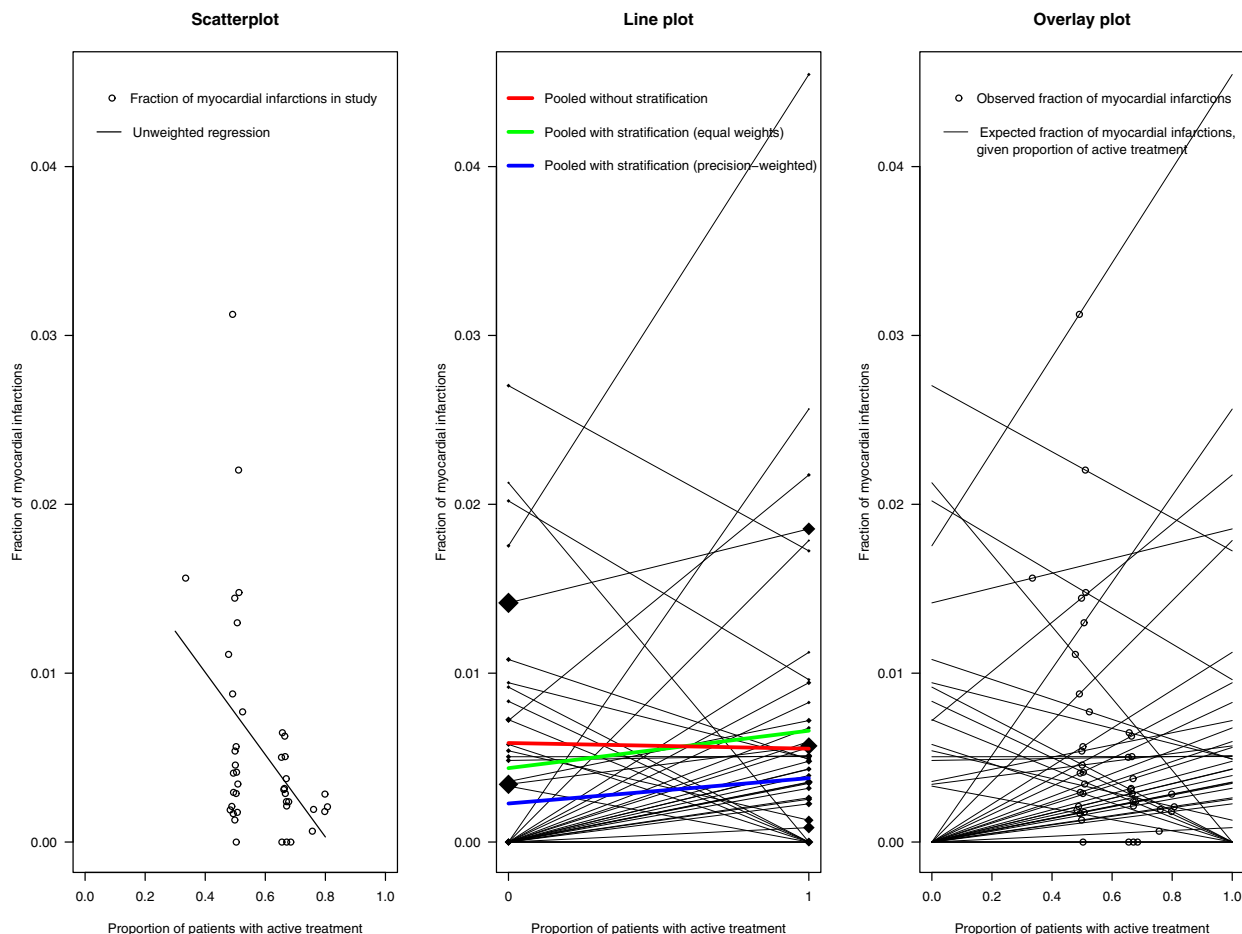 Scatterplot
Fraction of myocardial infarctions
0.04
0.03
0.02
0.01
0.00
Fraction of myocardial infarctions in study
Unweighted regression
0.0 0.2 0.4 0.6 0.8 1.0
Proportion of patients with active treatment
Line plot
Fraction of myocardial infarctions
0.04
0.03
0.02
0.01
0.00
Pooled without stratification
Pooled with stratification (equal weights)
Pooled with stratification (precision−weighted)
0 1
Proportion of patients with active treatment
Overlay plot
Fraction of myocardial infarctions
0.04
0.03
0.02
0.01
0.00
Observed fraction of myocardial infarctions
Expected fraction of myocardial infarctions,
given proportion of active treatment
0.0 0.2 0.4 0.6 0.8 1.0
Proportion of patients with active treatment